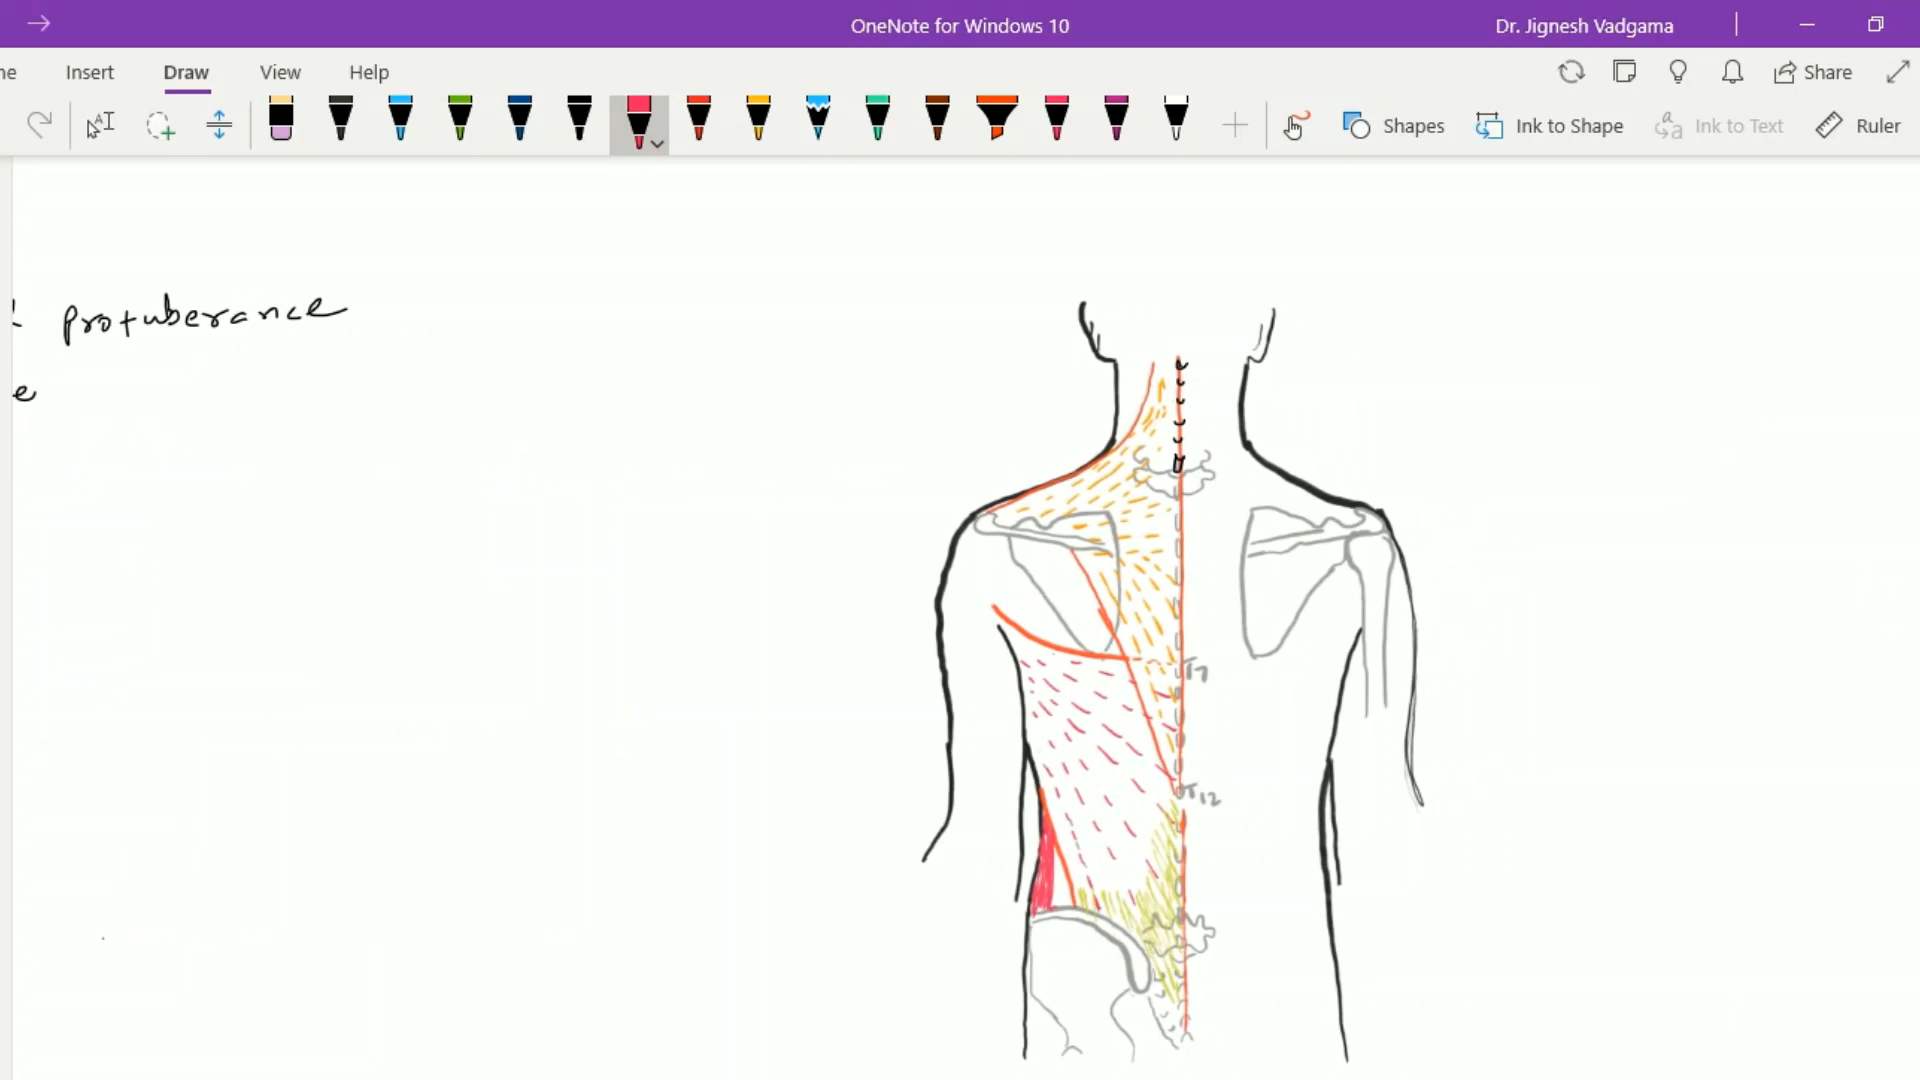 OneNote for Windows 10
Dr. Jignesh Vadgama
Insert Draw View Help
Share
Shapes
Ink to Shape
Ink to Text
Ruler
protuberance
e
T7
T12